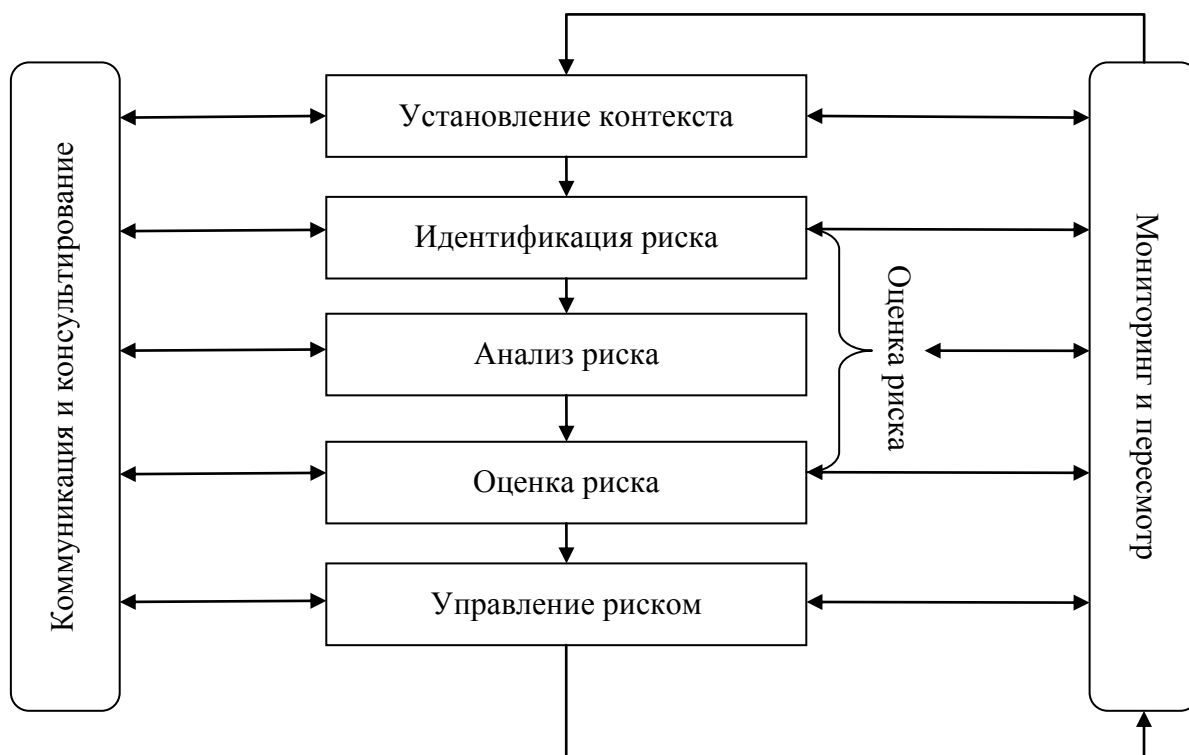 Коммуникация и консультирование
Установление контекста
Идентификация риска
Анализ риска
Оценка риска
Управление риском
Оценка риска
Мониторинг и пересмотр